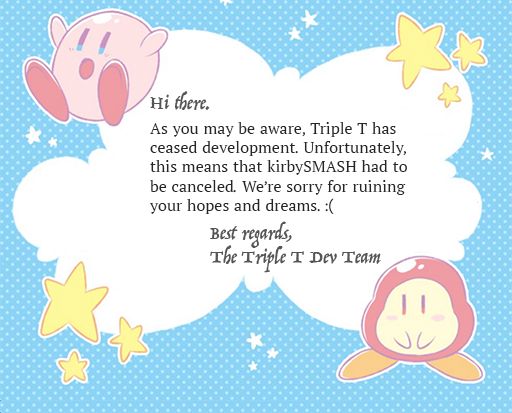 Hi there.
As you may be aware, Triple T has
ceased development. Unfortunately,
this means that kirbySMASH had to
be canceled. We're sorry for ruining
your hopes and dreams. :(
Best regards,
The Triple T Dev Team